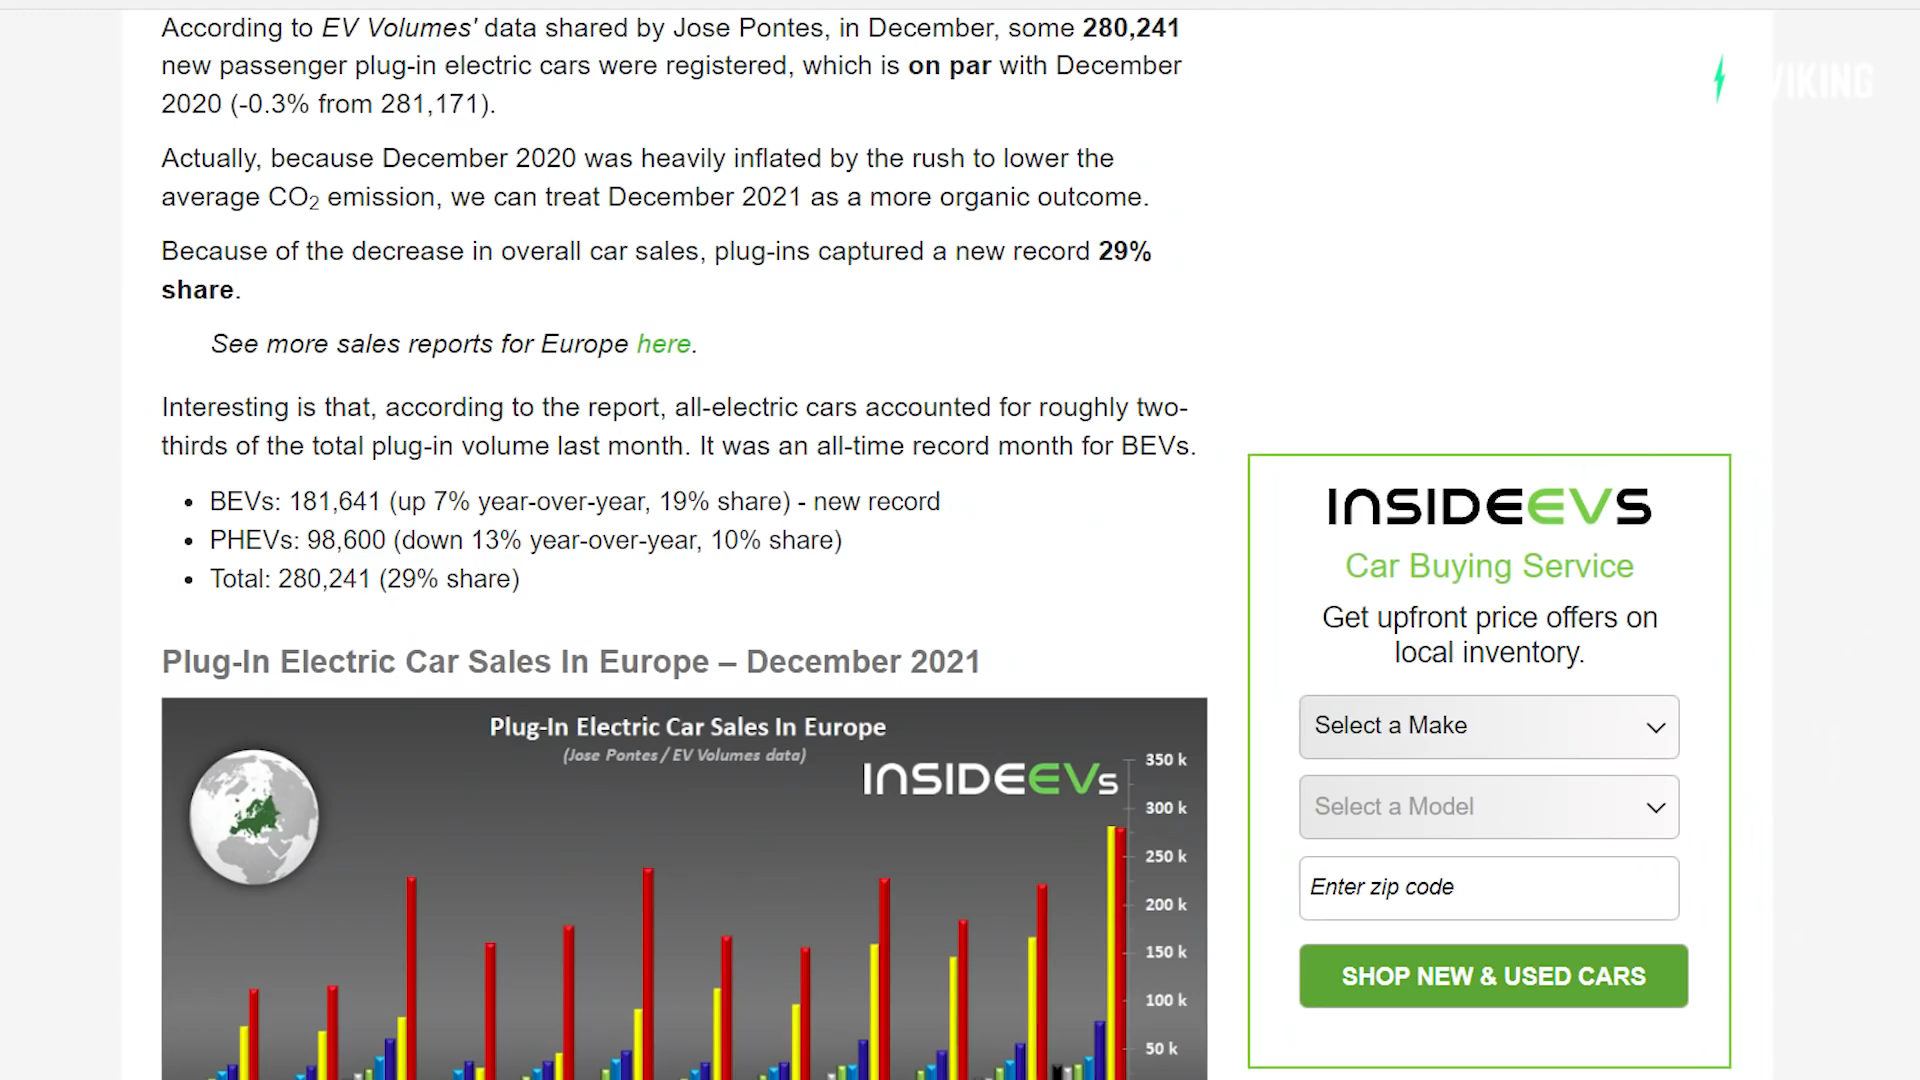 According to EV Volumes' data shared by Jose Pontes, in December, some 280,241
new passenger plug-in electric cars were registered, which is on par with December
2020 (-0.3% from 281,171).
Actually, because December 2020 was heavily inflated by the rush to lower the
average CO2 emission, we can treat December 2021 as a more organic outcome.
Because of the decrease in overall car sales, plug-ins captured a new record 29%
share.
See more sales reports for Europe here.
Interesting is that, according to the report, all-electric cars accounted for roughly two-
thirds of the total plug-in volume last month. It was an all-time record month for BEVs.
• BEVs: 181,641 (up 7% year-over-year, 19% share) - new record
• PHEVs: 98,600 (down 13% year-over-year, 10% share)
• Total: 280,241 (29% share)
Plug-In Electric Car Sales In Europe – December 2021
Plug-In Electric Car Sales In Europe
(Jose Pontes / EV Volumes data)
INSIDEEVs
350 k
300 k
250 k
200 k
150 k
100 k
50 k
VIKING
INSIDEEVs
Car Buying Service
Get upfront price offers on
local inventory.
Select a Make
Select a Model
Enter zip code
SHOP NEW & USED CARS